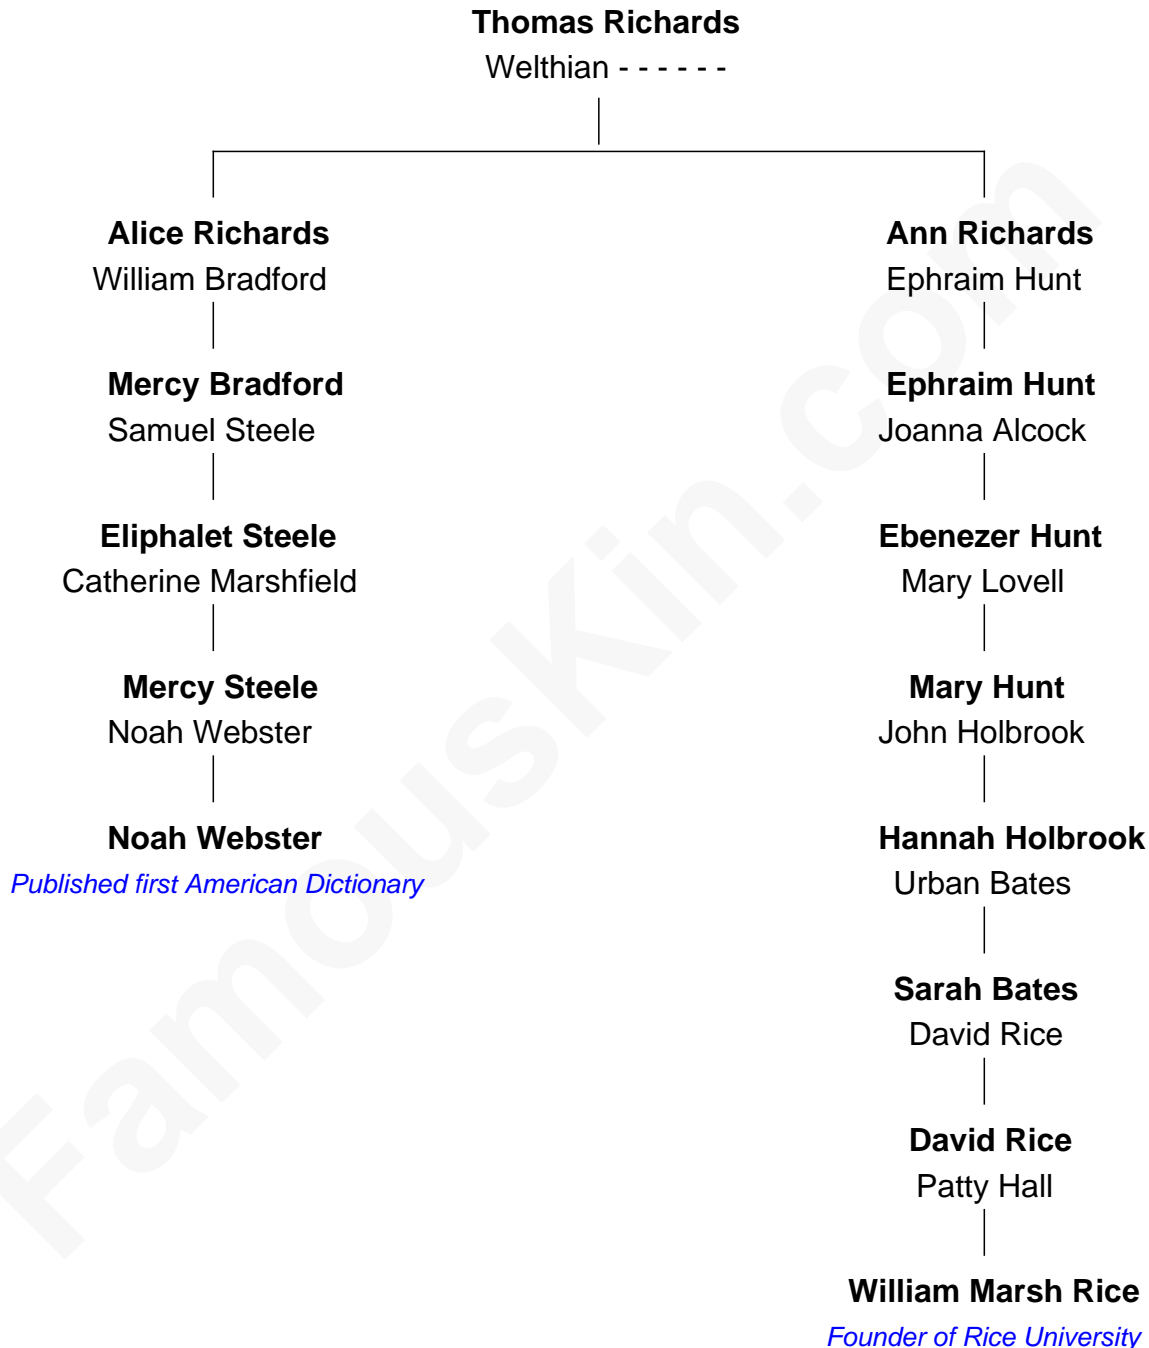 Thomas Richards
Welthian - - - - - -
Alice Richards
William Bradford
Mercy Bradford
Samuel Steele
Eliphalet Steele
Catherine Marshfield
Mercy Steele
Noah Webster
Noah Webster
Published first American Dictionary
Ann Richards
Ephraim Hunt
Ephraim Hunt
Joanna Alcock
Ebenezer Hunt
Mary Lovell
Mary Hunt
John Holbrook
Hannah Holbrook
Urban Bates
Sarah Bates
David Rice
David Rice
Patty Hall
William Marsh Rice
Founder of Rice University
FamousKin.com